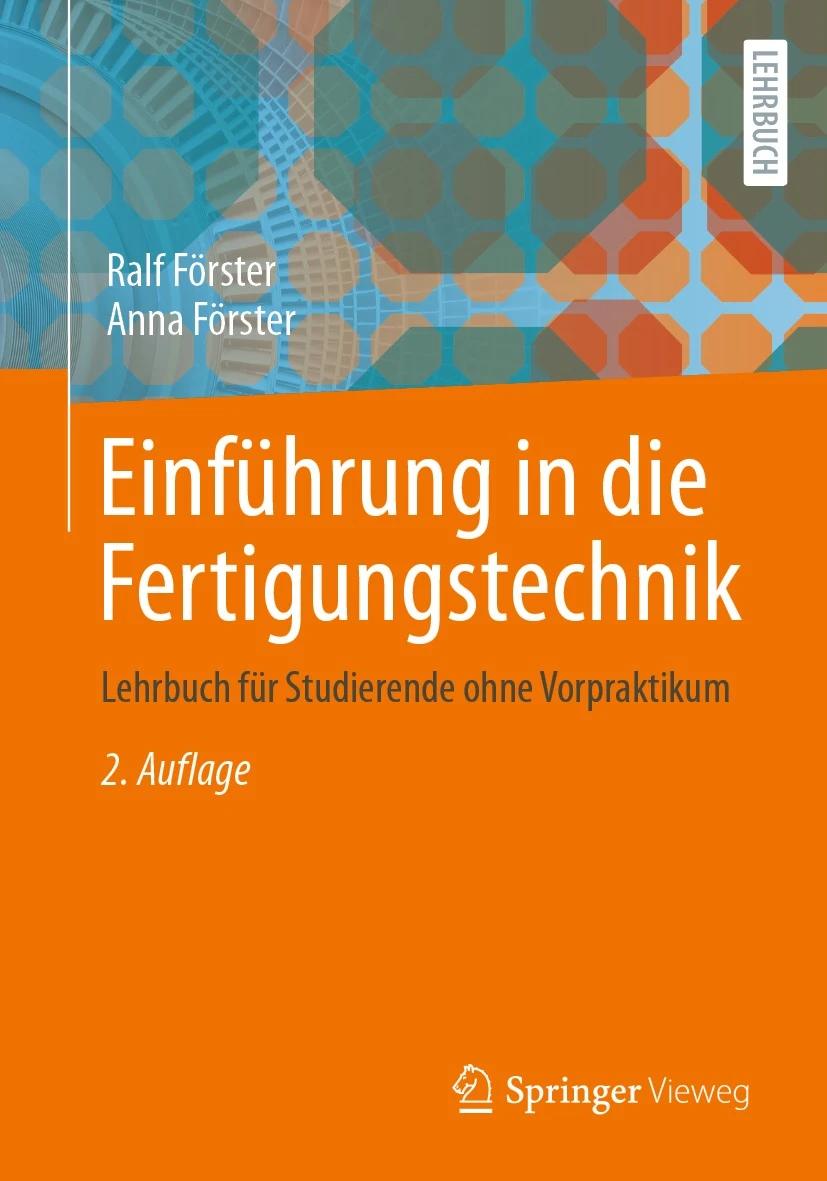 LEHRBUCH
Ralf Förster
Anna Förster
Einführung in die
Fertigungstechnik
Lehrbuch für Studierende ohne Vorpraktikum
2. Auflage
Springer Vieweg